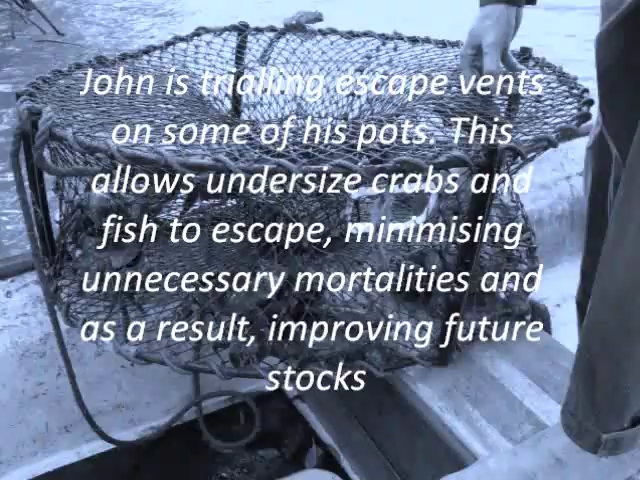 John is trialling escape vents
on some of his pots. This
allows undersize crabs and
fish to escape, minimising
unnecessary mortalities and
as a result, improving future
stocks